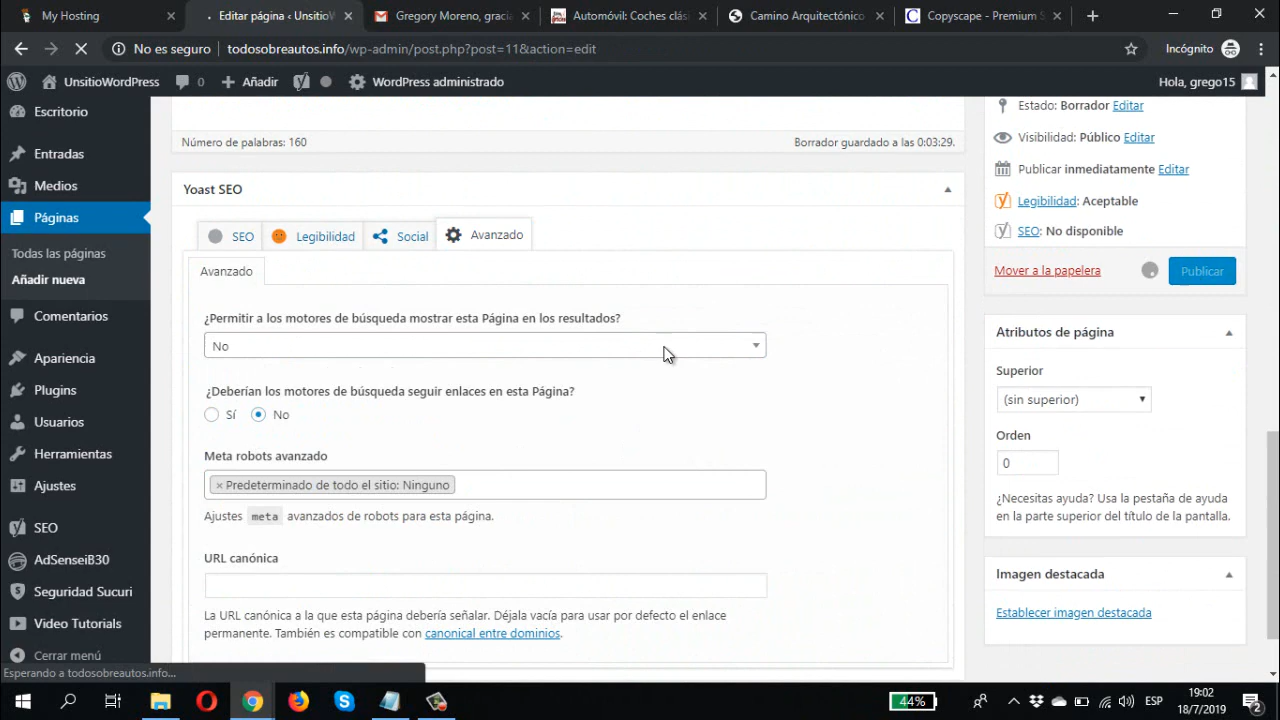 My Hosting
Editar página ‹ UnsitioW
Gregory Moreno, gracia
Automóvil: Coches clási
Camino Arquitectónico
Copyscape - Premium S
No es seguro
todosobreautos.info/wp-admin/post.php?post=11&action=edit
Incógnito
UnsitioWordPress
0
Añadir
WordPress administrado
Hola, grego15
Escritorio
Entradas
Medios
Páginas
Todas las páginas
Añadir nueva
Comentarios
Apariencia
Plugins
Usuarios
Herramientas
Ajustes
SEO
AdSenseiB30
Seguridad Sucuri
Video Tutorials
Cerrar menú
Esperando a todosobreautos.info...
Número de palabras: 160
Borrador guardado a las 0:03:29.
Yoast SEO
SEO
Legibilidad
Social
Avanzado
Avanzado
¿Permitir a los motores de búsqueda mostrar esta Página en los resultados?
No
¿Deberían los motores de búsqueda seguir enlaces en esta Página?
Sí
No
Meta robots avanzado
× Predeterminado de todo el sitio: Ninguno
Ajustes meta avanzados de robots para esta página.
URL canónica
La URL canónica a la que esta página debería señalar. Déjala vacía para usar por defecto el enlace
permanente. También es compatible con canonical entre dominios.
Estado: Borrador Editar
Visibilidad: Público Editar
Publicar inmediatamente Editar
Legibilidad: Aceptable
SEO: No disponible
Mover a la papelera
Publicar
Atributos de página
Superior
(sin superior)
Orden
0
¿Necesitas ayuda? Usa la pestaña de ayuda
en la parte superior del título de la pantalla.
Imagen destacada
Establecer imagen destacada
44%
ESP
19:02
18/7/2019
2